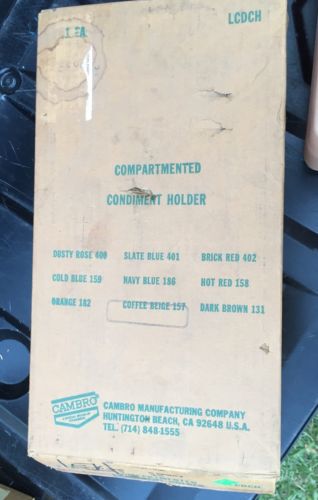 1 EA
LCDCH
COMPARTMENTED
CONDIMENT HOLDER
DUSTY ROSE 400 SLATE BLUE 401 BRICK RED 402
COLD BLUE 159 NAVY BLUE 186 HOT RED 158
ORANGE 182 COFFEE BEIGE 157 DARK BROWN 131
CAMBRO
CAMBRO MANUFACTURING COMPANY
HUNTINGTON BEACH, CA 92648 U.S.A.
TEL. (714) 848-1555